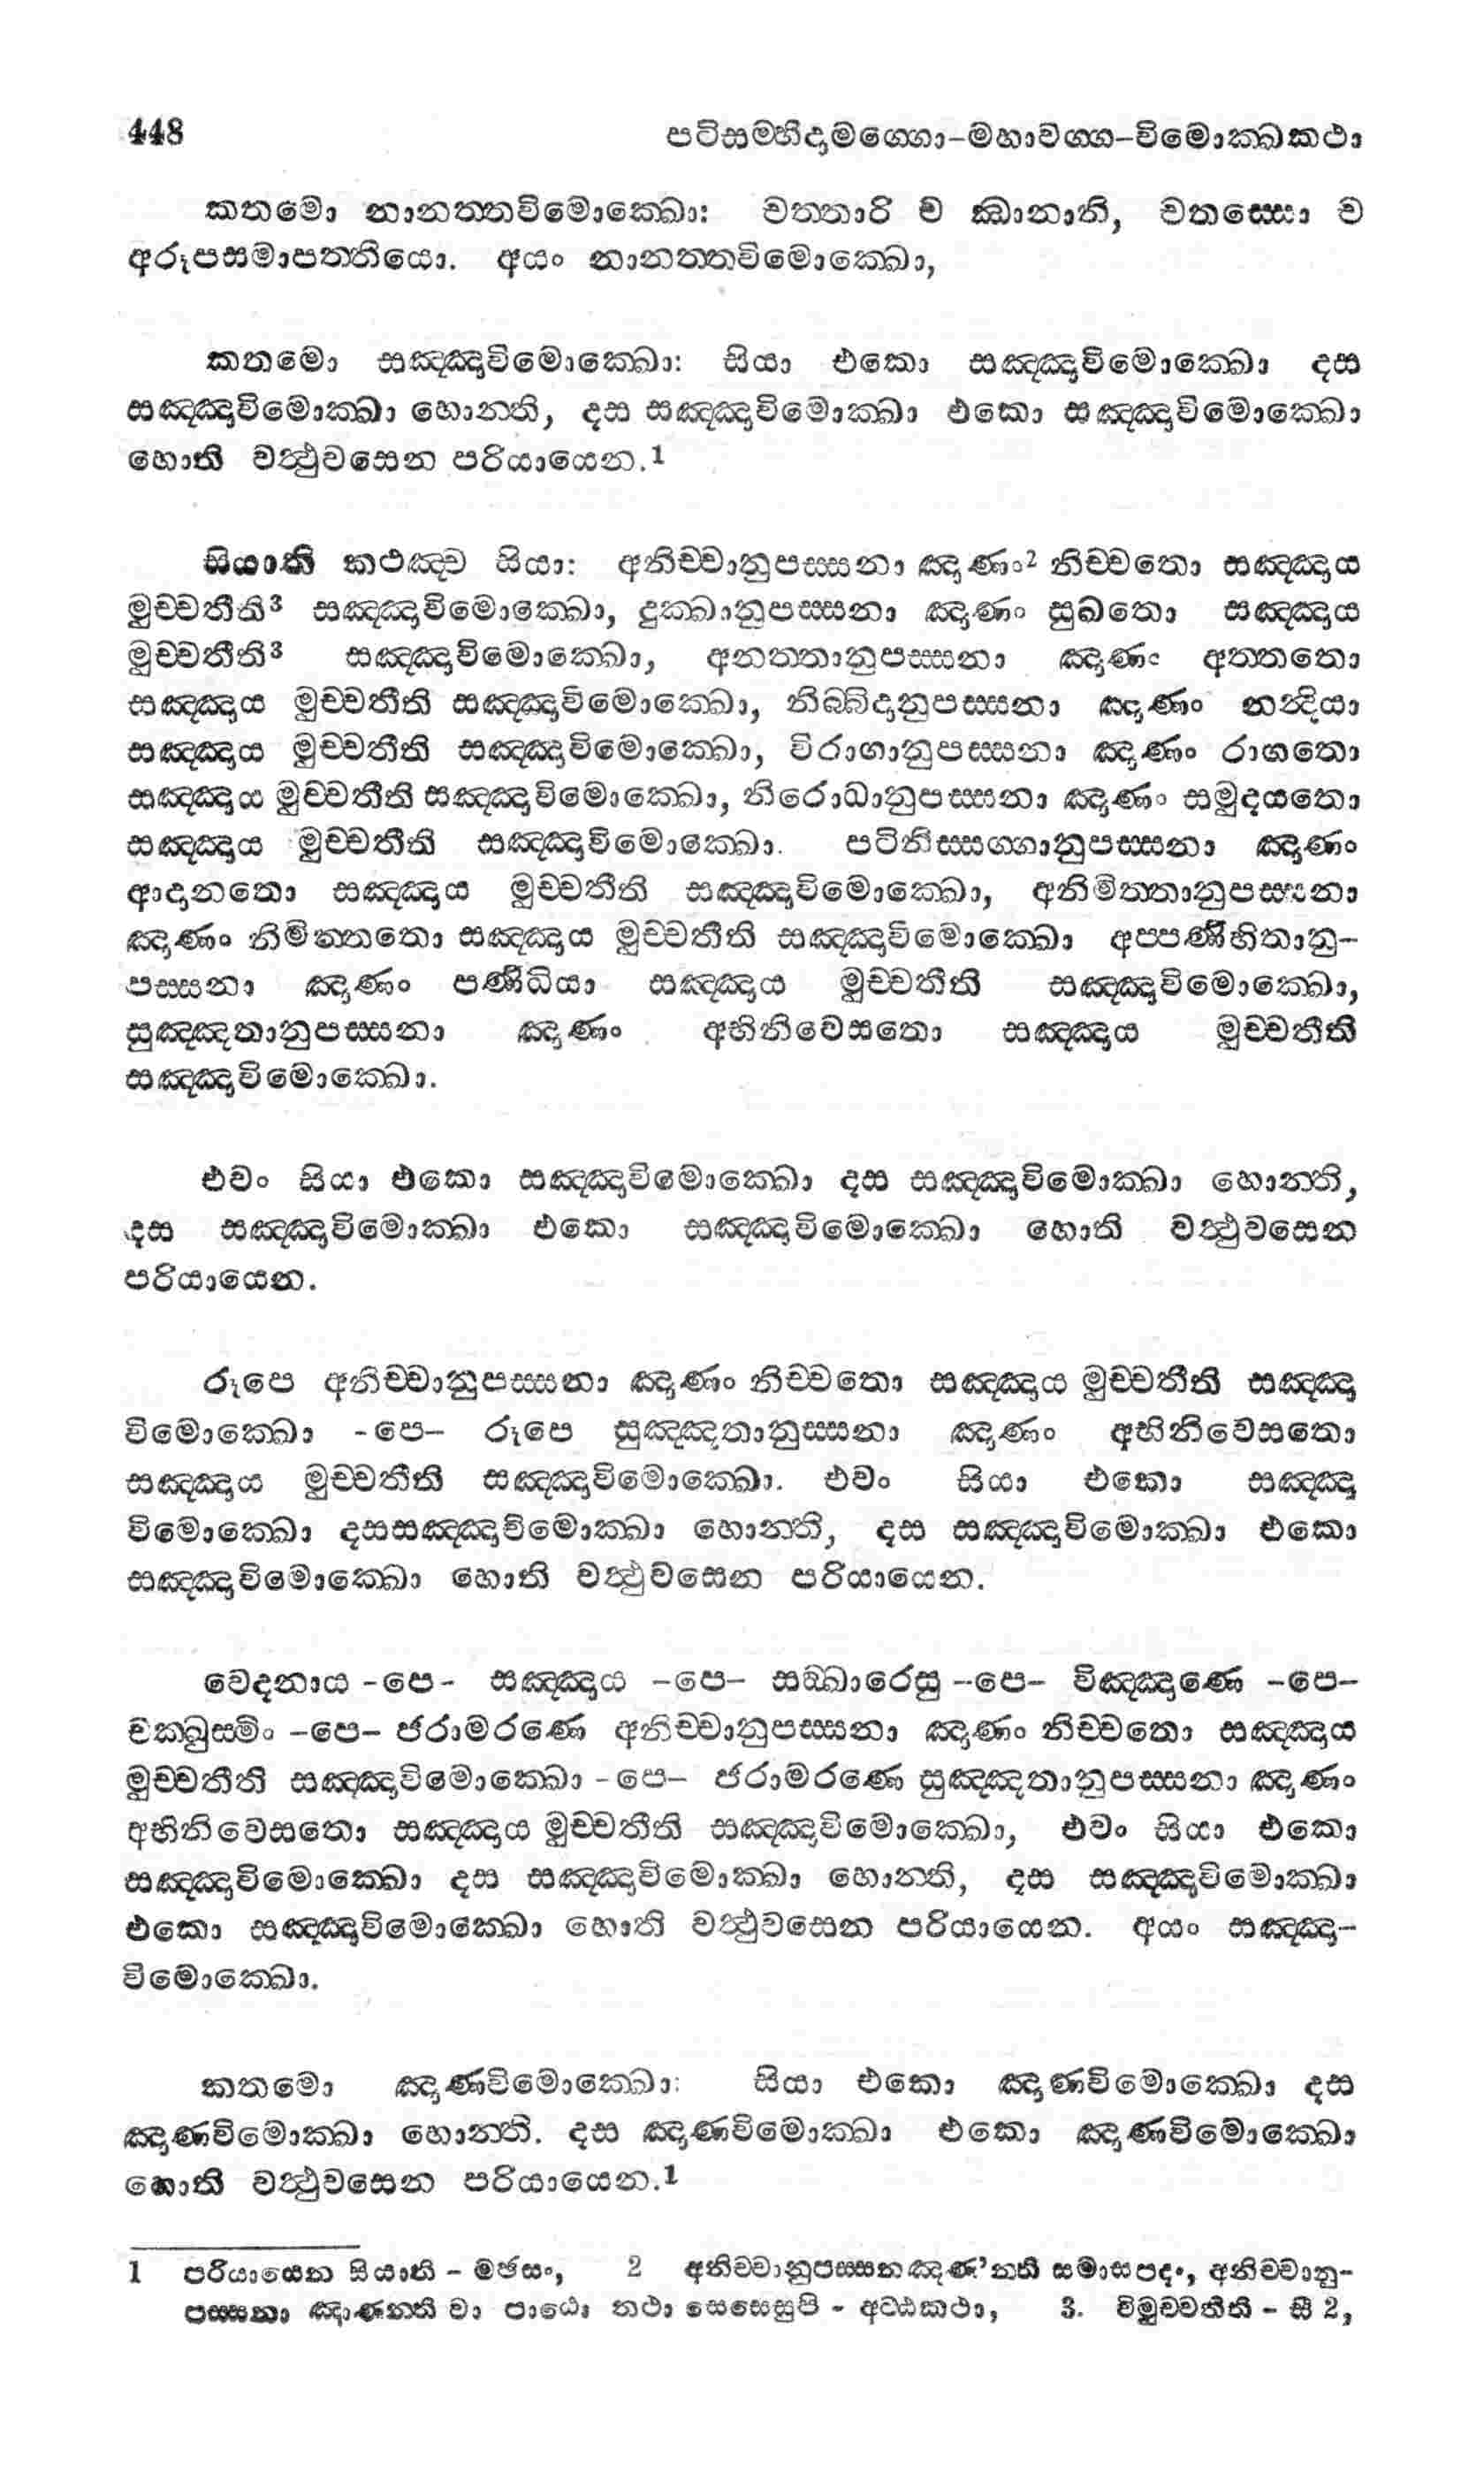 448 පටිසම්භිදාමග්ගො-මහාවග්ග-විමොක්ඛකථා
කතමො නානත්තවිමොක්ඛො: චත්තාරි ච ඣානානි, චතස්සො ච
අරූපසමාපත්තියො. අයං නානත්තවිමොක්ඛො,
කතමො සඤ්ඤාවිමොක්ඛො: සියා එකො සඤ්ඤාවිමොක්ඛො දස
සඤ්ඤාවිමොක්ඛා හොන්ති, දස සඤ්ඤාවිමොක්ඛා එකො සඤ්ඤාවිමොක්ඛො
හොති වත්ථුවසෙන පරියායෙන.1
සියාති කථඤ්ච සියා: අනිච්චානුපස්සනා ඤාණං2 නිච්චතො සඤ්ඤාය
මුච්චතීති3 සඤ්ඤාවිමොක්ඛො, දුක්ඛානුපස්සනා ඤාණං සුඛතො සඤ්ඤාය
මුච්චතීති3 සඤ්ඤාවිමොක්ඛො, අනත්තානුපස්සනා ඤාණං අත්තතො
සඤ්ඤාය මුච්චතීති සඤ්ඤාවිමොක්ඛො, නිබ්බිදානුපස්සනා ඤාණං නන්දියා
සඤ්ඤාය මුච්චතීති සඤ්ඤාවිමොක්ඛො, විරාගානුපස්සනා ඤාණං රාගතො
සඤ්ඤාය මුච්චතීති සඤ්ඤාවිමොක්ඛො, නිරොධානුපස්සනා ඤාණං සමුදයතො
සඤ්ඤාය මුච්චතීති සඤ්ඤාවිමොක්ඛො. පටිනිස්සග්ගානුපස්සනා ඤාණං
ආදානතො සඤ්ඤාය මුච්චතීති සඤ්ඤාවිමොක්ඛො, අනිමිත්තානුපස්සනා
ඤාණං නිමිත්තතො සඤ්ඤාය මුච්චතීති සඤ්ඤාවිමොක්ඛො අප්පණිහිතානු-
පස්සනා ඤාණං පණිධියා සඤ්ඤාය මුච්චතීති සඤ්ඤාවිමොක්ඛො,
සුඤ්ඤතානුපස්සනා ඤාණං අභිනිවෙසතො සඤ්ඤාය මුච්චතීති
සඤ්ඤාවිමොක්ඛො.
එවං සියා එකො සඤ්ඤාවිමොක්ඛො දස සඤ්ඤාවිමොක්ඛා හොන්ති,
දස සඤ්ඤාවිමොක්ඛා එකො සඤ්ඤාවිමොක්ඛො හොති වත්ථුවසෙන
පරියායෙන.
රූපෙ අනිච්චානුපස්සනා ඤාණං නිච්චතො සඤ්ඤාය මුච්චතීති සඤ්ඤා
විමොක්ඛො -පෙ- රූපෙ සුඤ්ඤතානුස්සනා ඤාණං අභිනිවෙසතො
සඤ්ඤාය මුච්චතීති සඤ්ඤාවිමොක්ඛො. එවං සියා එකො සඤ්ඤා
විමොක්ඛො දසසඤ්ඤාවිමොක්ඛා හොන්ති, දස සඤ්ඤාවිමොක්ඛා එකො
සඤ්ඤාවිමොක්ඛො හොති වත්ථුවසෙන පරියායෙන.
වෙදනාය -පෙ- සඤ්ඤාය -පෙ- සඞ්ඛාරෙසු -පෙ- විඤ්ඤාණෙ -පෙ-
චක්ඛුස්මිං -පෙ- ජරාමරණෙ අනිච්චානුපස්සනා ඤාණං නිච්චතො සඤ්ඤාය
මුච්චතීති සඤ්ඤාවිමොක්ඛො -පෙ- ජරාමරණෙ සුඤ්ඤතානුපස්සනා ඤාණං
අභිනිවෙසතො සඤ්ඤාය මුච්චතීති සඤ්ඤාවිමොක්ඛො, එවං සියා එකො
සඤ්ඤාවිමොක්ඛො දස සඤ්ඤාවිමොක්ඛා හොන්ති, දස සඤ්ඤාවිමොක්ඛා
එකො සඤ්ඤාවිමොක්ඛො හොති වත්ථුවසෙන පරියායෙන. අයං සඤ්ඤා-
විමොක්ඛො.
කතමො ඤාණවිමොක්ඛො: සියා එකො ඤාණවිමොක්ඛො දස
ඤාණවිමොක්ඛා හොන්ති. දස ඤාණවිමොක්ඛා එකො ඤාණවිමොක්ඛො
හොති වත්ථුවසෙන පරියායෙන.1
1 පරියායෙන සියාති - මඡසං, 2 අනිච්චානුපස්සනඤාණ'න්ති සමාසපදං, අනිච්චානු-
පස්සනා ඤාණන්ති වා පාඨො තථා සෙසෙසුපි - අට්ඨකථා, 3. විමුච්චතීති - සී 2,